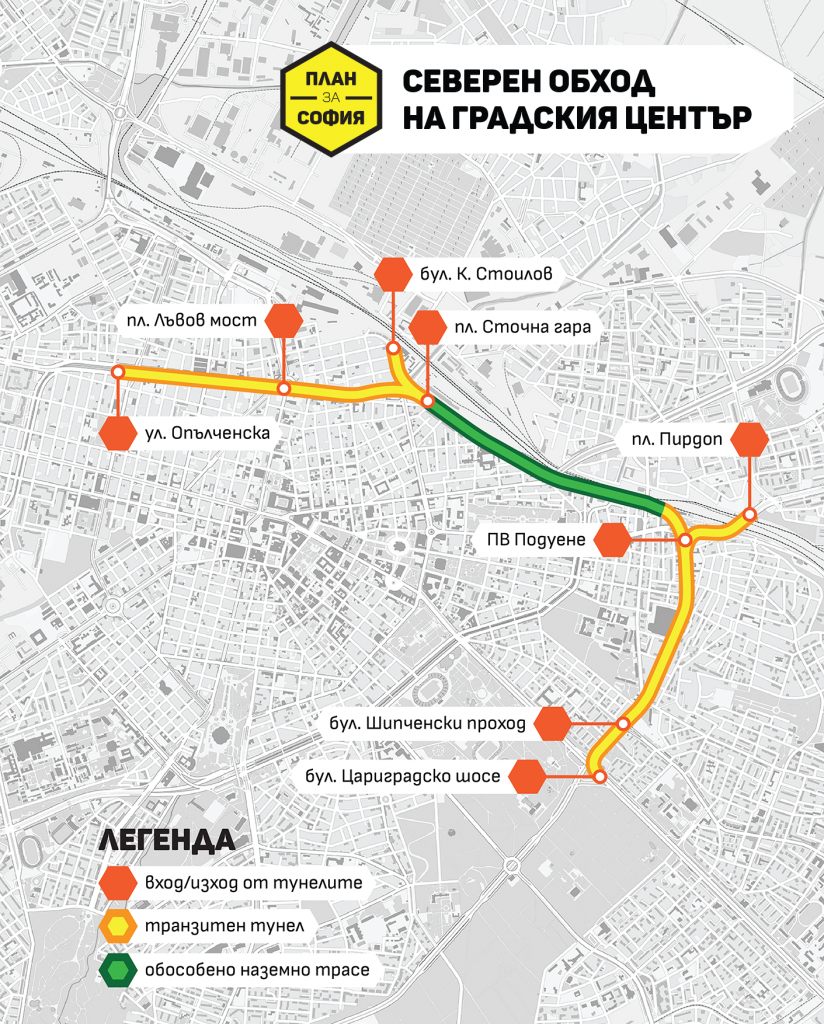 ПЛАН
ЗА
СОФИЯ
СЕВЕРЕН ОБХОД
НА ГРАДСКИЯ ЦЕНТЪР
бул. К. Стоилов
пл. Лъвов мост
пл. Сточна гара
ул. Опълченска
пл. Пирдоп
ПВ Подуене
бул. Шипченски проход
бул. Цариградско шосе
ЛЕГЕНДА
вход/изход от тунелите
транзитен тунел
обособено наземно трасе